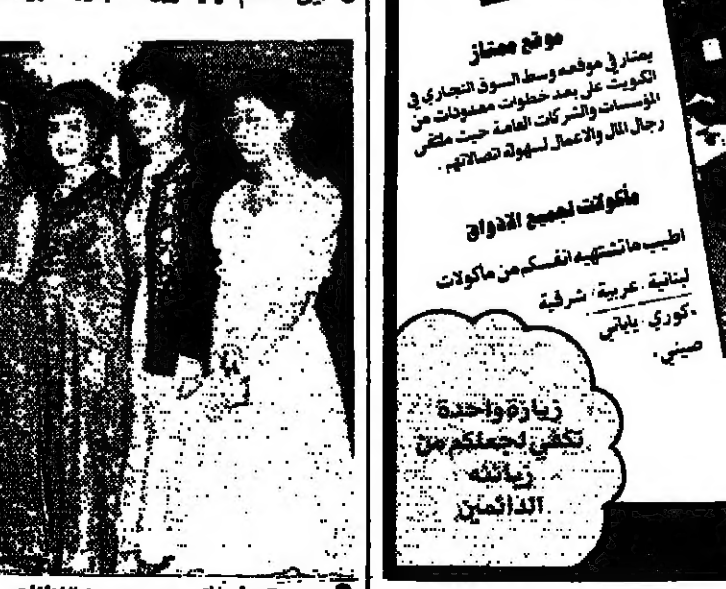 موقع ممتاز
يمتاز في موقعه وسط السوق التجاري في
الكويت على بعد خطوات معدودات من
المؤسسات والشركات العامة حيث ملتقى
رجال المال والاعمال لسهولة اتصالاتهم.
مأكولات لجميع الاذواق
اطيب ما تشتهيه انفسكم من مأكولات
لبنانية. عربية. شرقية
.كوري. ياباني
صيني.
زيارة واحدة
تكفي لجعلكم من
زبائنه
الدائمين